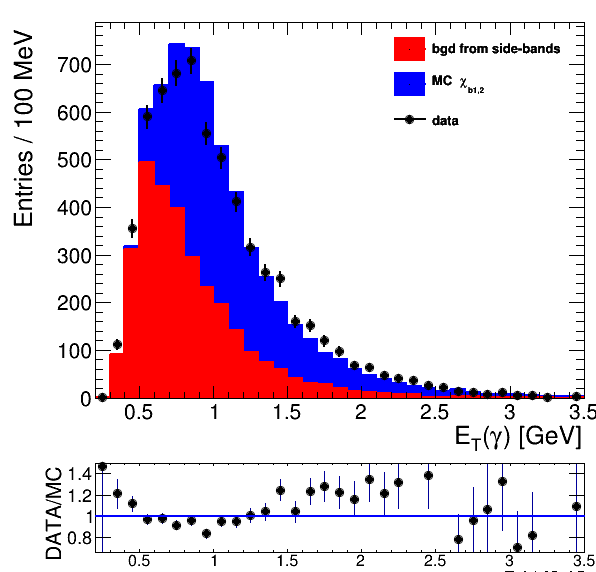 Entries / 100 MeV
700
600
500
400
300
200
100
0
bgd from side-bands
MC χb1,2
data
0.5 1 1.5 2 2.5 3 3.5
ET(γ) [GeV]
DATA/MC
1.4
1.2
1
0.8
0.5 1 1.5 2 2.5 3 3.5